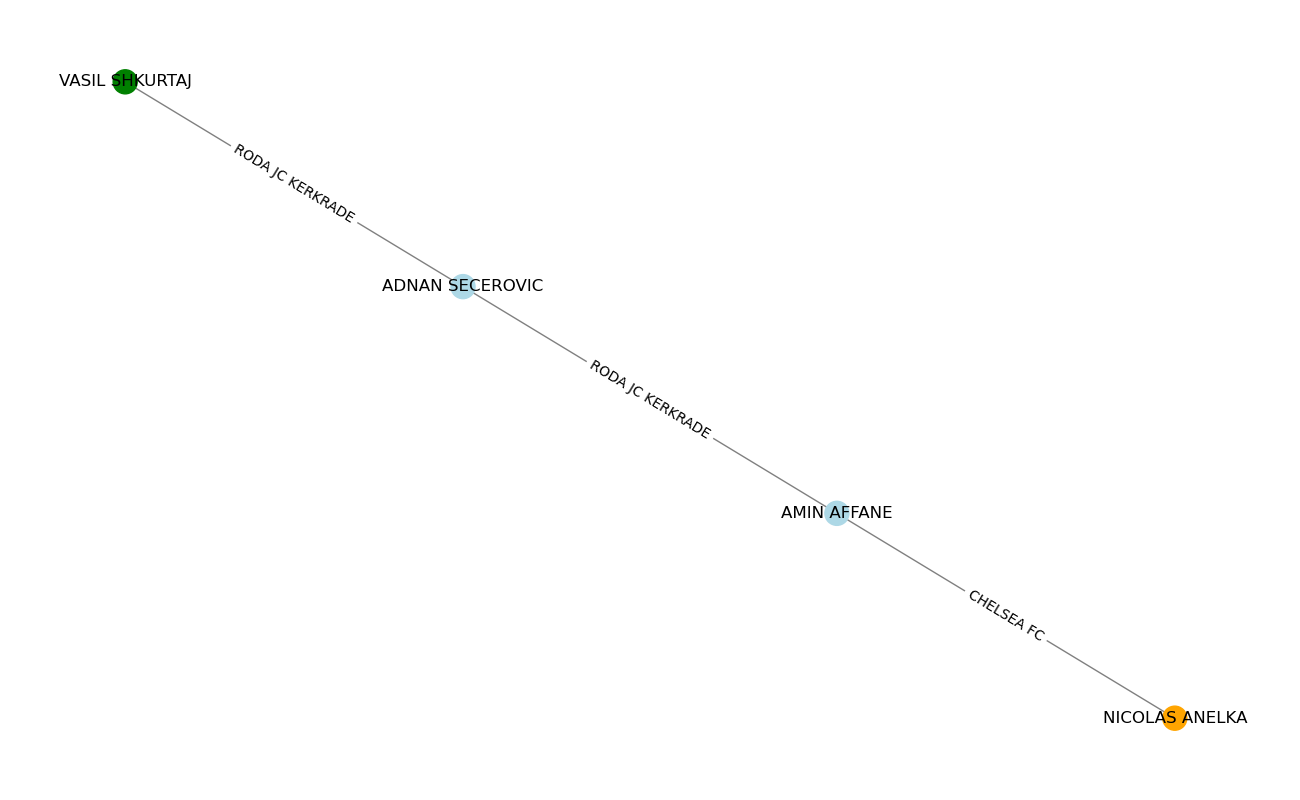 VASIL SHKURTAJ
RODA JC KERKRADE
ADNAN SECEROVIC
RODA JC KERKRADE
AMIN AFFANE
CHELSEA FC
NICOLAS ANELKA